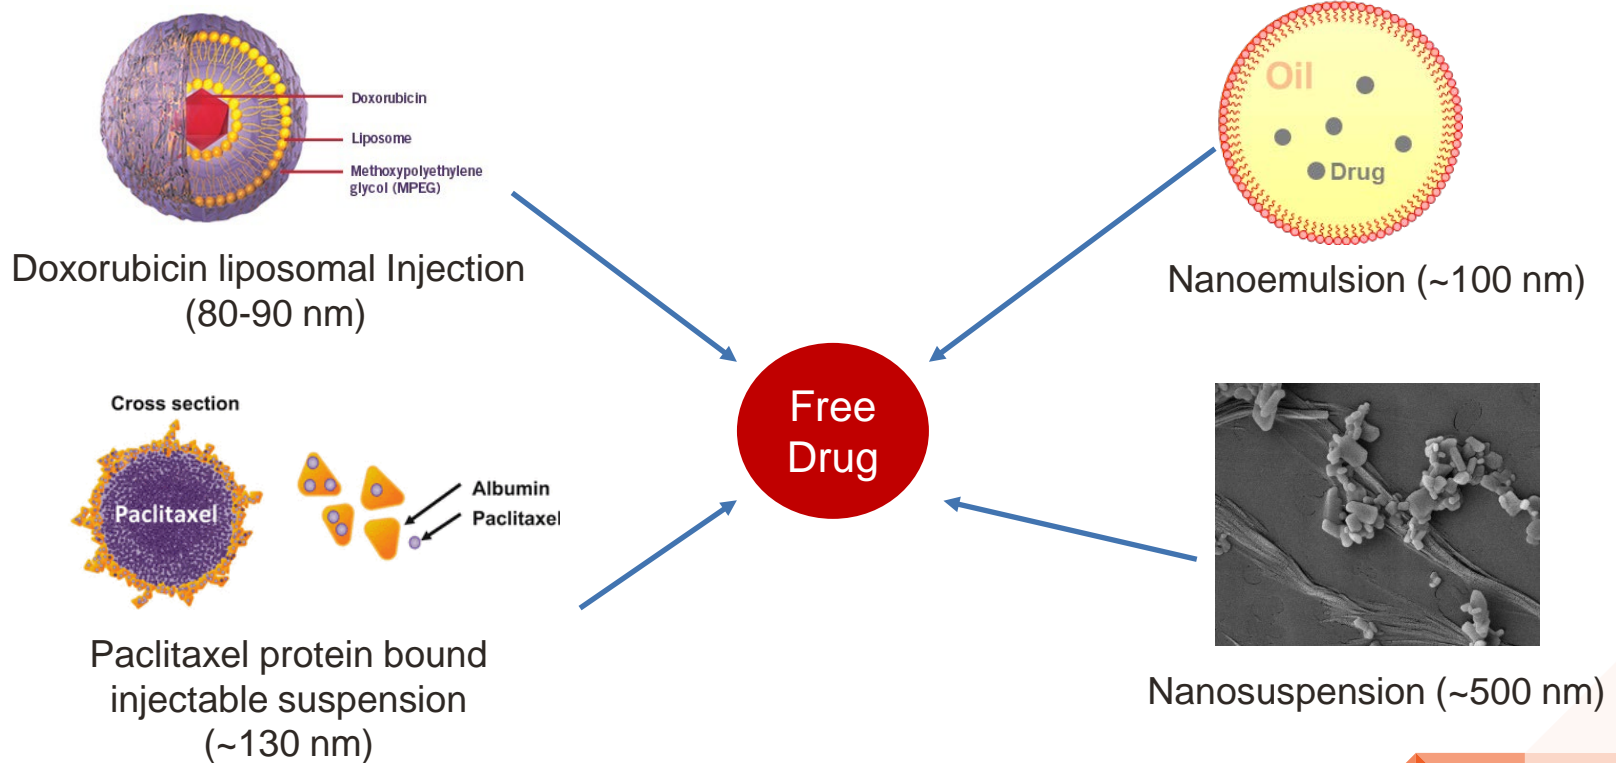 Doxorubicin
Liposome
Methoxypolyethylene
glycol (MPEG)
Doxorubicin liposomal Injection
(80-90 nm)
Oil
Drug
Nanoemulsion (~100 nm)
Free
Drug
Cross section
Paclitaxel
Albumin
Paclitaxel
Paclitaxel protein bound
injectable suspension
(~130 nm)
Nanosuspension (~500 nm)